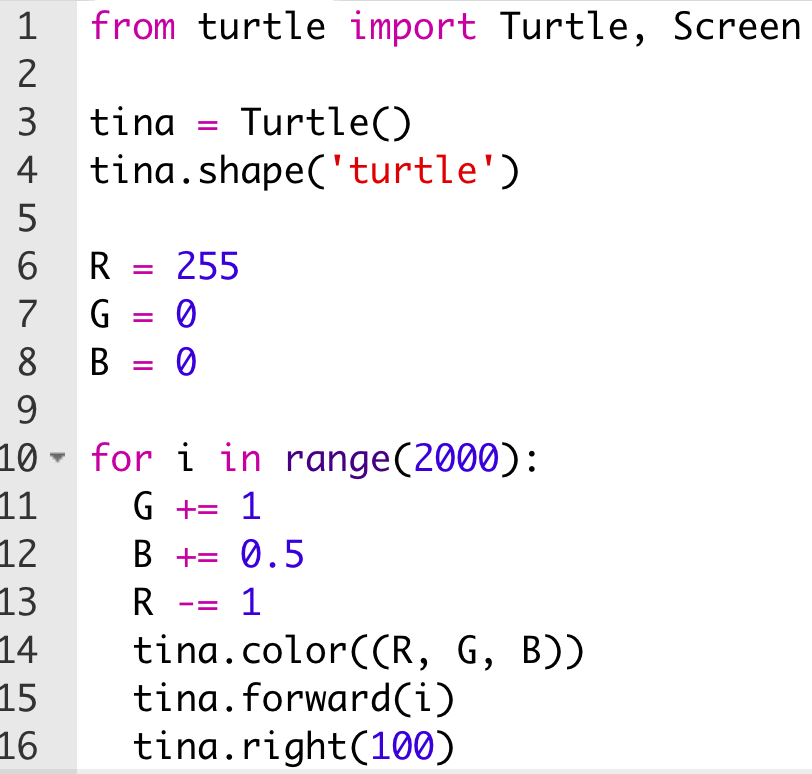 1 from turtle import Turtle, Screen
2
3 tina = Turtle()
4 tina.shape('turtle')
5
6 R = 255
7 G = 0
8 B = 0
9
10 for i in range(2000):
11   G += 1
12   B += 0.5
13   R -= 1
14   tina.color((R, G, B))
15   tina.forward(i)
16   tina.right(100)